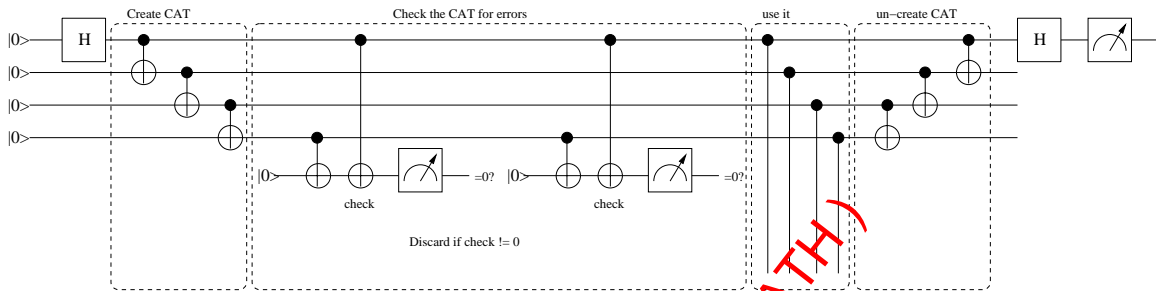 Create CAT
Check the CAT for errors
use it
un-create CAT
|0>
H
H
|0>
|0>
|0>
|0>
=0?
|0>
=0?
check
check
Discard if check != 0
ATH)